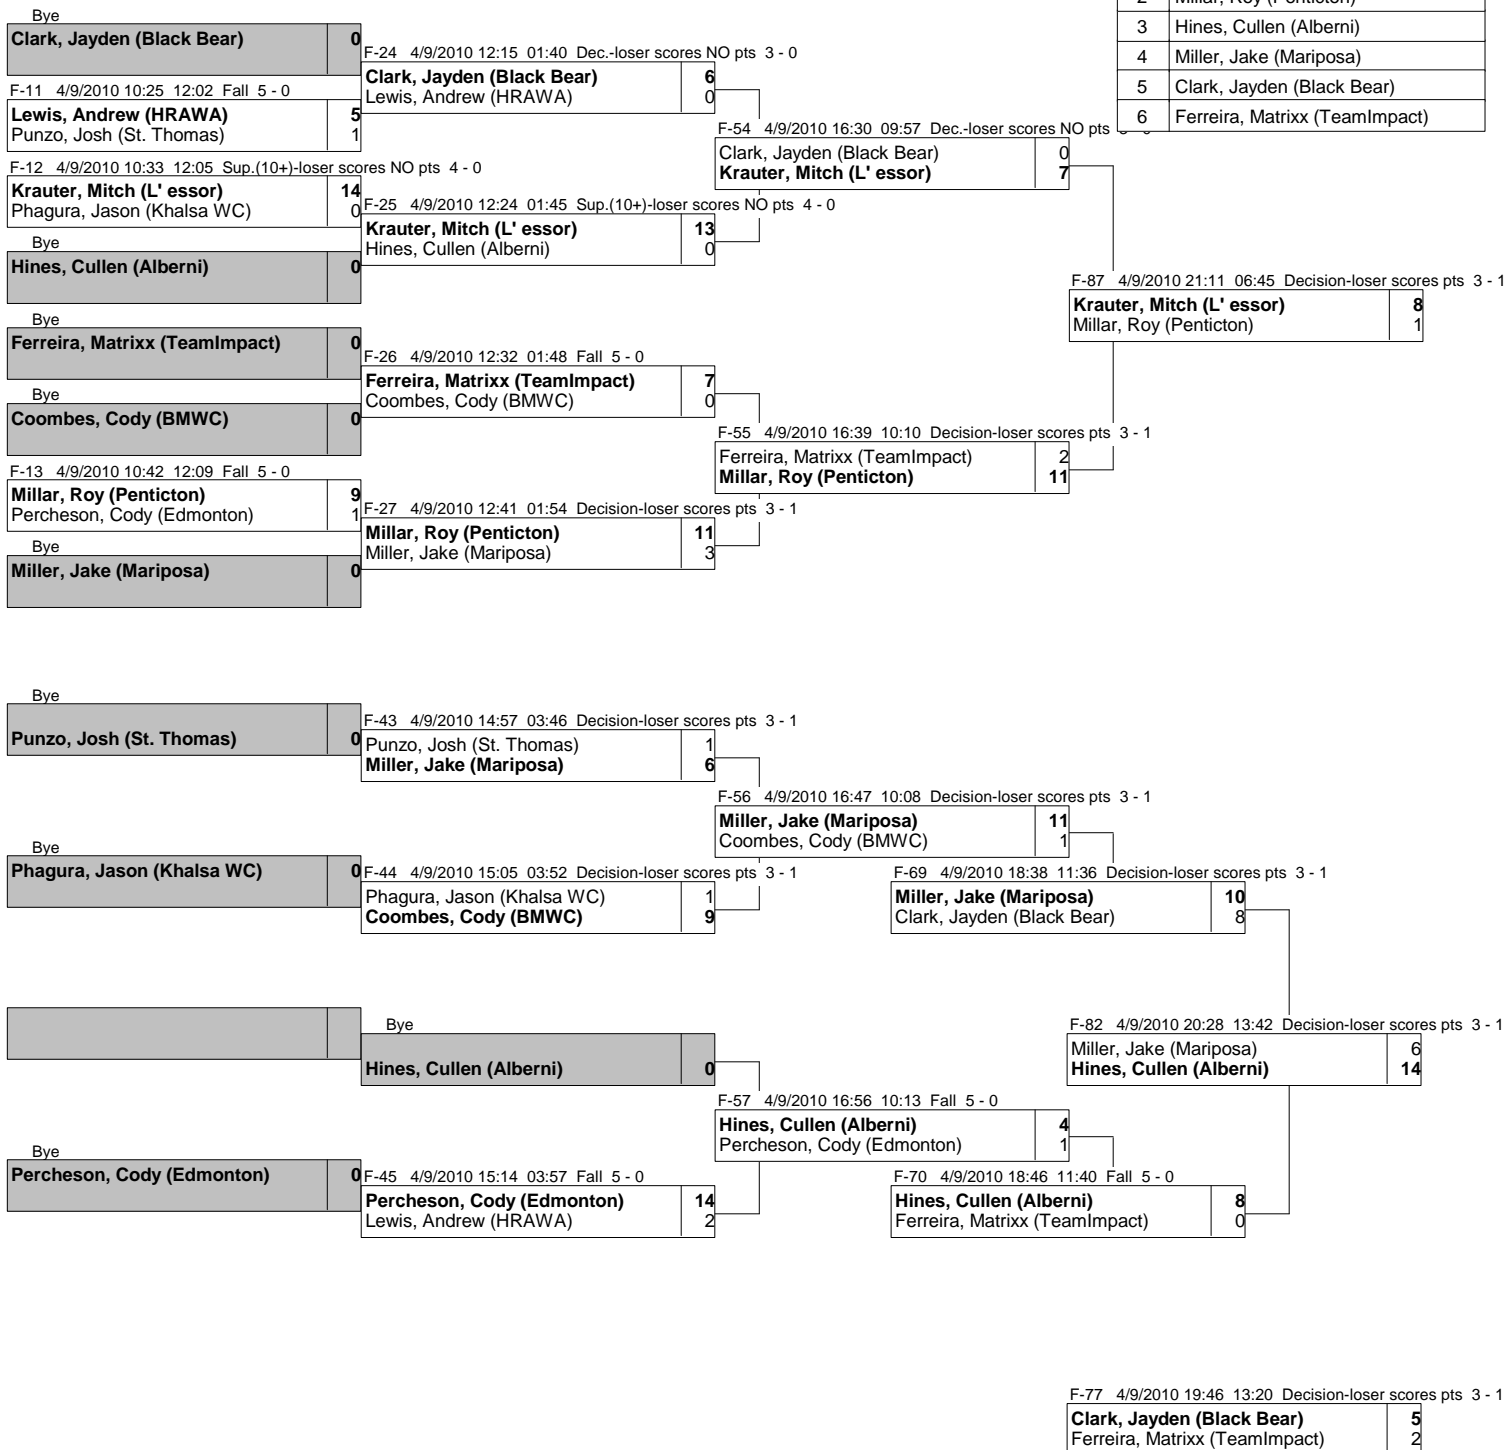 2 Millar, Roy (Penticton)
3 Hines, Cullen (Alberni)
4 Miller, Jake (Mariposa)
5 Clark, Jayden (Black Bear)
6 Ferreira, Matrixx (TeamImpact)
Bye
Clark, Jayden (Black Bear) 0
F-11 4/9/2010 10:25 12:02 Fall 5 - 0
Lewis, Andrew (HRAWA) 5
Punzo, Josh (St. Thomas) 1
F-12 4/9/2010 10:33 12:05 Sup.(10+)-loser scores NO pts 4 - 0
Krauter, Mitch (L' essor) 14
Phagura, Jason (Khalsa WC) 0
Bye
Hines, Cullen (Alberni) 0
Bye
Ferreira, Matrixx (TeamImpact) 0
Bye
Coombes, Cody (BMWC) 0
F-13 4/9/2010 10:42 12:09 Fall 5 - 0
Millar, Roy (Penticton) 9
Percheson, Cody (Edmonton) 1
Bye
Miller, Jake (Mariposa) 0
F-24 4/9/2010 12:15 01:40 Dec.-loser scores NO pts 3 - 0
Clark, Jayden (Black Bear) 6
Lewis, Andrew (HRAWA) 0
F-25 4/9/2010 12:24 01:45 Sup.(10+)-loser scores NO pts 4 - 0
Krauter, Mitch (L' essor) 13
Hines, Cullen (Alberni) 0
F-26 4/9/2010 12:32 01:48 Fall 5 - 0
Ferreira, Matrixx (TeamImpact) 7
Coombes, Cody (BMWC) 0
F-27 4/9/2010 12:41 01:54 Decision-loser scores pts 3 - 1
Millar, Roy (Penticton) 11
Miller, Jake (Mariposa) 3
F-54 4/9/2010 16:30 09:57 Dec.-loser scores NO pts
Clark, Jayden (Black Bear) 0
Krauter, Mitch (L' essor) 7
F-55 4/9/2010 16:39 10:10 Decision-loser scores pts 3 - 1
Ferreira, Matrixx (TeamImpact) 2
Millar, Roy (Penticton) 11
F-87 4/9/2010 21:11 06:45 Decision-loser scores pts 3 - 1
Krauter, Mitch (L' essor) 8
Millar, Roy (Penticton) 1
Bye
Punzo, Josh (St. Thomas) 0
Bye
Phagura, Jason (Khalsa WC) 0
Bye
Percheson, Cody (Edmonton) 0
F-43 4/9/2010 14:57 03:46 Decision-loser scores pts 3 - 1
Punzo, Josh (St. Thomas) 1
Miller, Jake (Mariposa) 6
F-44 4/9/2010 15:05 03:52 Decision-loser scores pts 3 - 1
Phagura, Jason (Khalsa WC) 1
Coombes, Cody (BMWC) 9
Bye
Hines, Cullen (Alberni) 0
F-45 4/9/2010 15:14 03:57 Fall 5 - 0
Percheson, Cody (Edmonton) 14
Lewis, Andrew (HRAWA) 2
F-56 4/9/2010 16:47 10:08 Decision-loser scores pts 3 - 1
Miller, Jake (Mariposa) 11
Coombes, Cody (BMWC) 1
F-57 4/9/2010 16:56 10:13 Fall 5 - 0
Hines, Cullen (Alberni) 4
Percheson, Cody (Edmonton) 1
F-69 4/9/2010 18:38 11:36 Decision-loser scores pts 3 - 1
Miller, Jake (Mariposa) 10
Clark, Jayden (Black Bear) 8
F-70 4/9/2010 18:46 11:40 Fall 5 - 0
Hines, Cullen (Alberni) 8
Ferreira, Matrixx (TeamImpact) 0
F-82 4/9/2010 20:28 13:42 Decision-loser scores pts 3 - 1
Miller, Jake (Mariposa) 6
Hines, Cullen (Alberni) 14
F-77 4/9/2010 19:46 13:20 Decision-loser scores pts 3 - 1
Clark, Jayden (Black Bear) 5
Ferreira, Matrixx (TeamImpact) 2